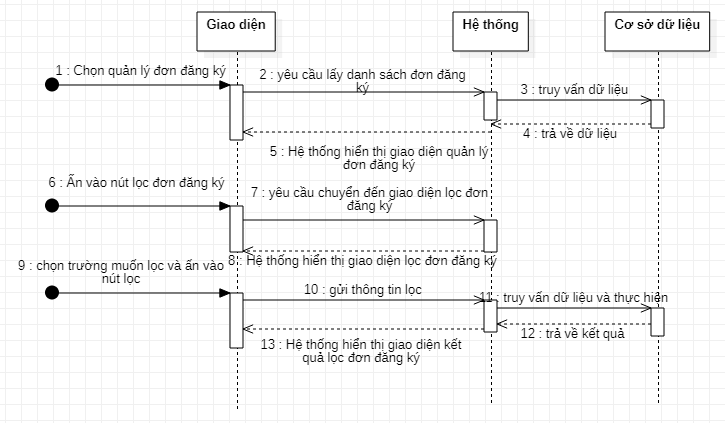 Giao diện
Hệ thống
Cơ sở dữ liệu
1 : Chọn quản lý đơn đăng ký
2 : yêu cầu lấy danh sách đơn đăng
ký
3 : truy vấn dữ liệu
4 : trả về dữ liệu
5 : Hệ thống hiển thị giao diện quản lý
đơn đăng ký
6 : Ấn vào nút lọc đơn đăng ký
7 : yêu cầu chuyển đến giao diện lọc đơn
đăng ký
8 : Hệ thống hiển thị giao diện lọc đơn đăng ký
9 : chọn trường muốn lọc và ấn vào
nút lọc
10 : gửi thông tin lọc
11 : truy vấn dữ liệu và thực hiện
12 : trả về kết quả
13 : Hệ thống hiển thị giao diện kết
quả lọc đơn đăng ký